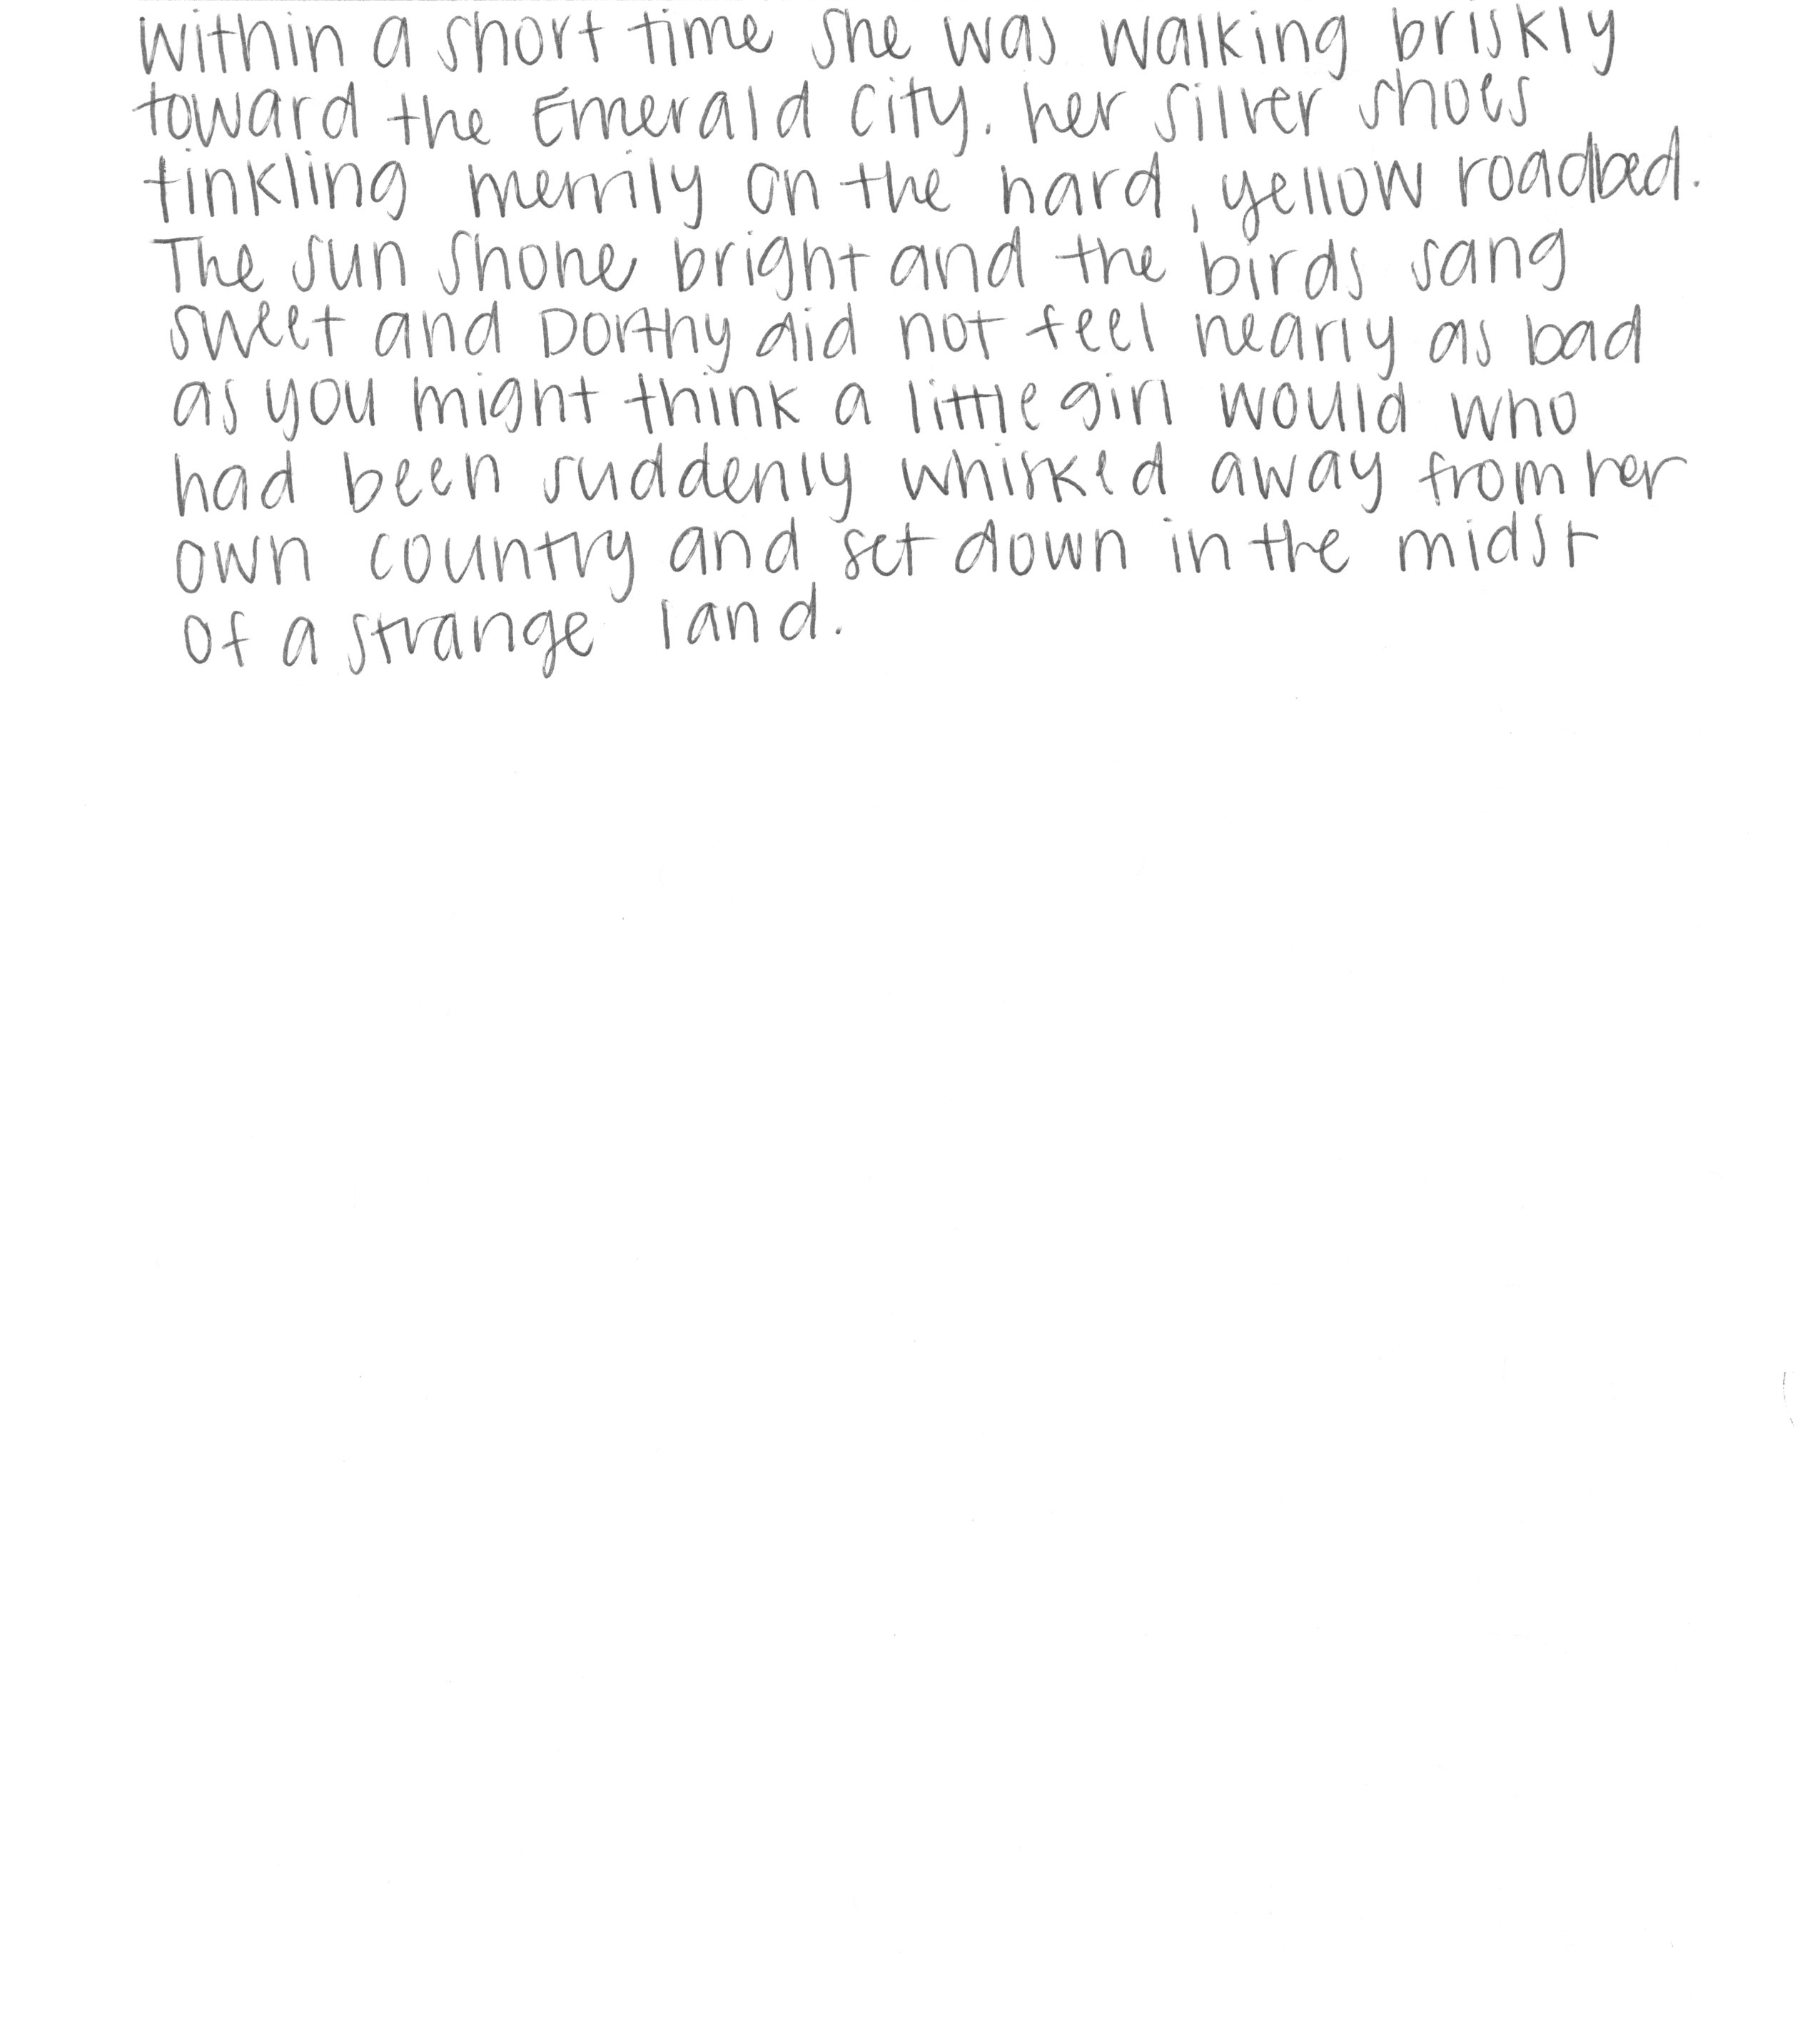 Within a short time she was walking briskly
toward the Emerald City. her silver shoes
tinkling merrily on the hard, yellow roadbed.
The sun shone bright and the birds sang
sweet and Dorthy did not feel nearly as bad
as you might think a little girl would who
had been suddenly whisked away from her
own country and set down in the midst
of a strange land.